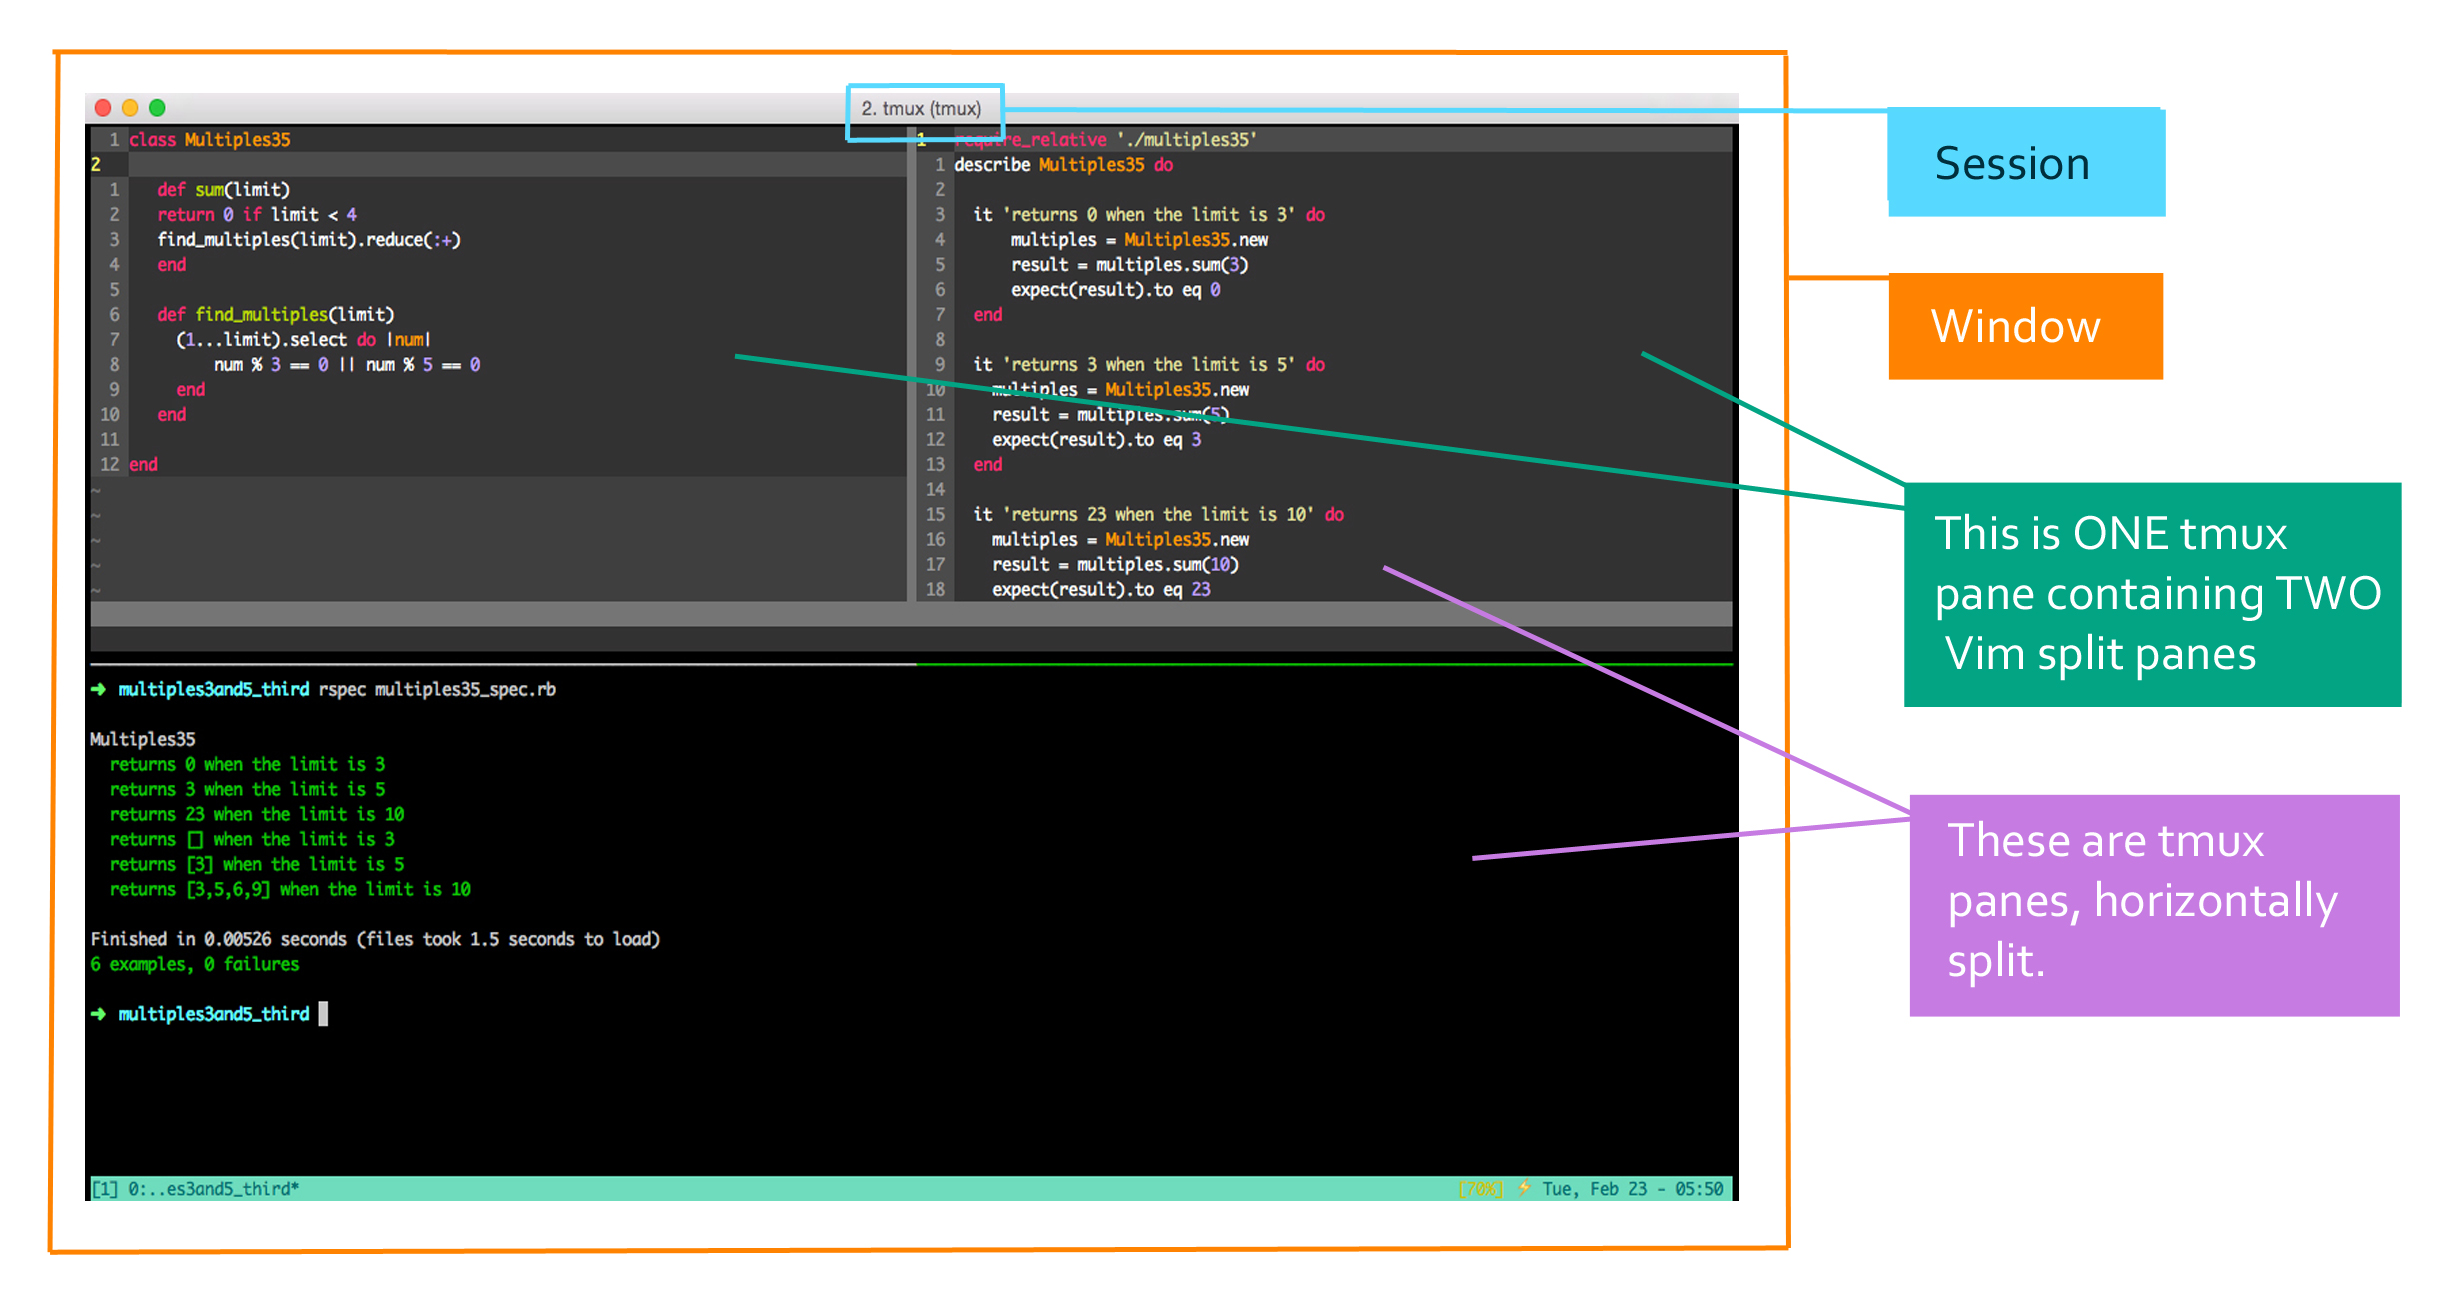 2. tmux (tmux)
1 class Multiples35
2
1 def sum(limit)
2 return 0 if limit < 4
3 find_multiples(limit).reduce(:+)
4 end
5
6 def find_multiples(limit)
7 (1...limit).select do |num|
8 num % 3 == 0 || num % 5 == 0
9 end
10 end
11
12 end
~
~
~
~
~
1 require_relative './multiples35'
1 describe Multiples35 do
2
3 it 'returns 0 when the limit is 3' do
4 multiples = Multiples35.new
5 result = multiples.sum(3)
6 expect(result).to eq 0
7 end
8
9 it 'returns 3 when the limit is 5' do
10 multiples = Multiples35.new
11 result = multiples.sum(5)
12 expect(result).to eq 3
13 end
14
15 it 'returns 23 when the limit is 10' do
16 multiples = Multiples35.new
17 result = multiples.sum(10)
18 expect(result).to eq 23
➜ multiples3and5_third rspec multiples35_spec.rb
Multiples35
returns 0 when the limit is 3
returns 3 when the limit is 5
returns 23 when the limit is 10
returns [] when the limit is 3
returns [3] when the limit is 5
returns [3,5,6,9] when the limit is 10
Finished in 0.00526 seconds (files took 1.5 seconds to load)
6 examples, 0 failures
➜ multiples3and5_third
[1] 0:..es3and5_third*
[70%] ⚡ Tue, Feb 23 - 05:50
Session
Window
This is ONE tmux
pane containing TWO
Vim split panes
These are tmux
panes, horizontally
split.